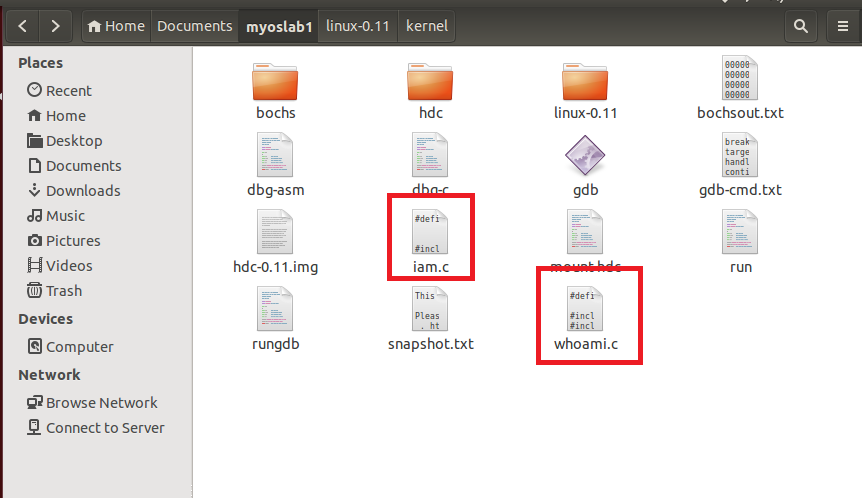 Home Documents myoslab1 linux-0.11 kernel
Places
Recent
Home
Desktop
Documents
Downloads
Music
Pictures
Videos
Trash
Devices
Computer
Network
Browse Network
Connect to Server
bochs hdc linux-0.11 bochsout.txt
dbg-asm dbg-c gdb gdb-cmd.txt
hdc-0.11.img iam.c mount-hdc run
rungdb snapshot.txt whoami.c
00000
00000
00000
00000
break
targe
handl
conti
#defi
#incl
This
Pleas
. ht
#defi
#incl
#incl